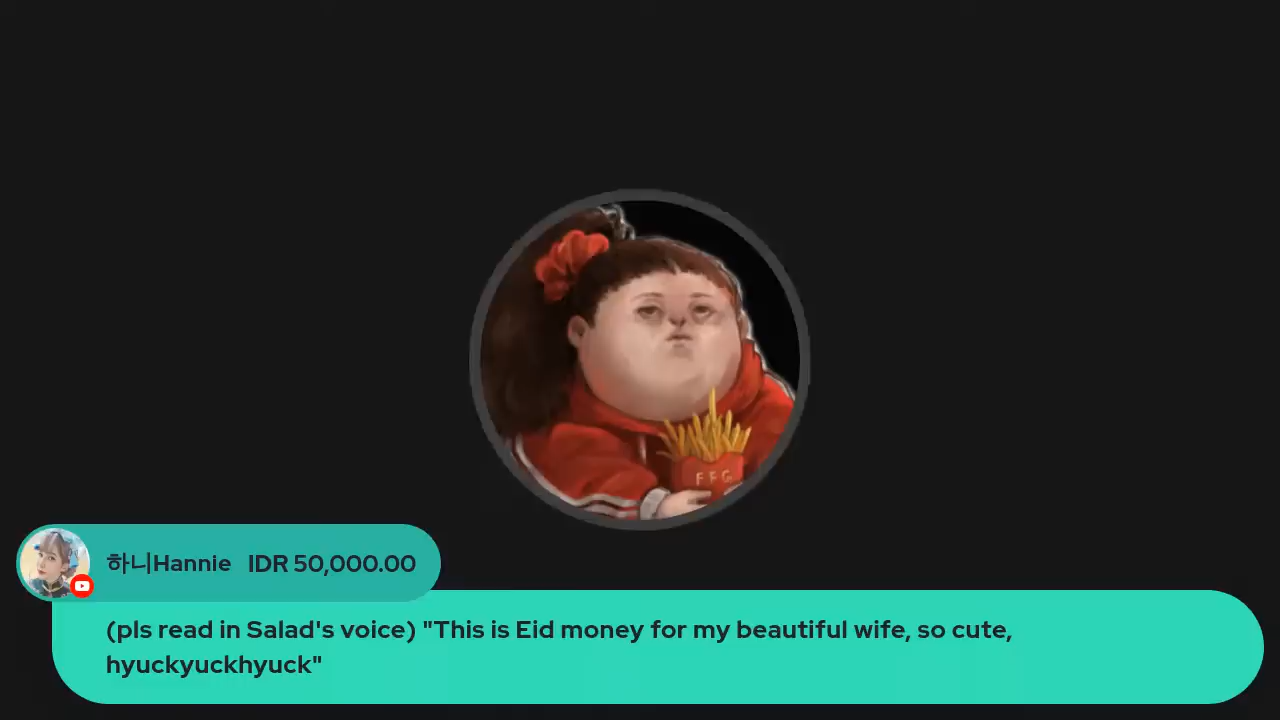 FFG
하니Hannie IDR 50,000.00
(pls read in Salad's voice) "This is Eid money for my beautiful wife, so cute,
hyuckyuckhyuck"